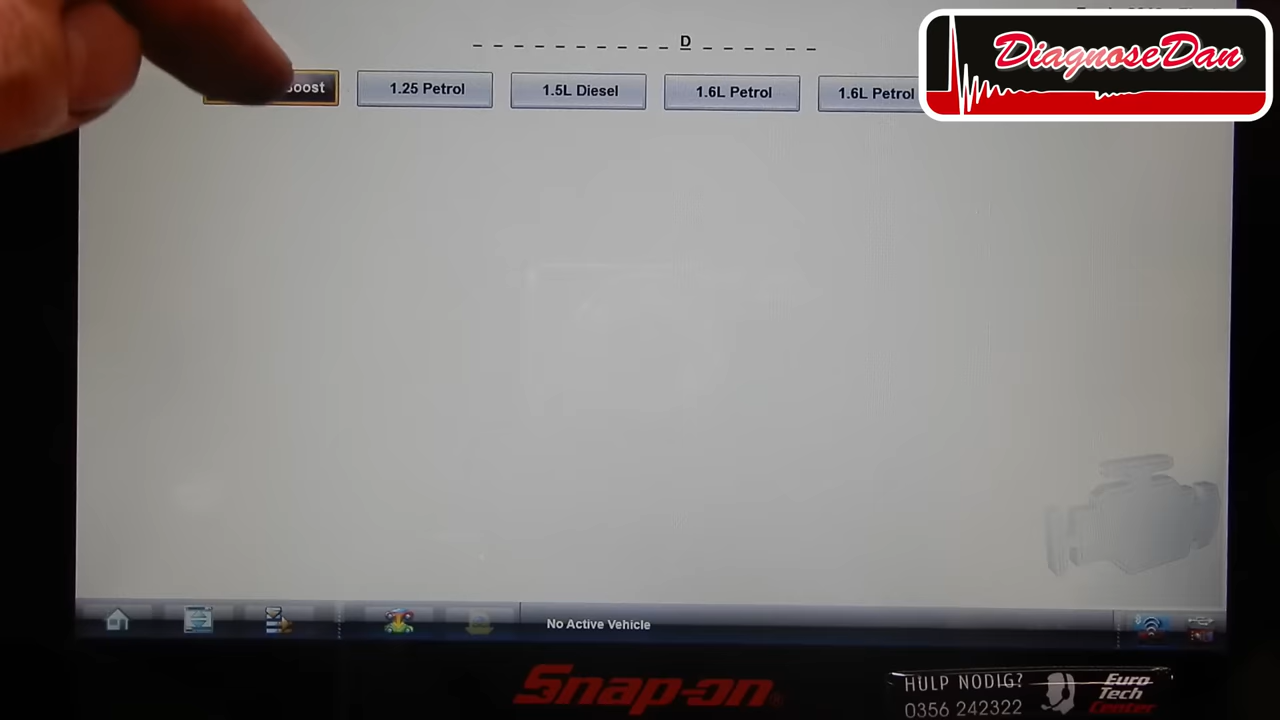 DiagnoseDan
_ _ _ _ _ _ _ _ _ _ D _ _ _ _ _ _
1.25 Petrol
1.5L Diesel
1.6L Petrol
1.6L Petrol
No Active Vehicle
Snap-on
HULP NODIG?
0356 242322
Euro
Tech
Center